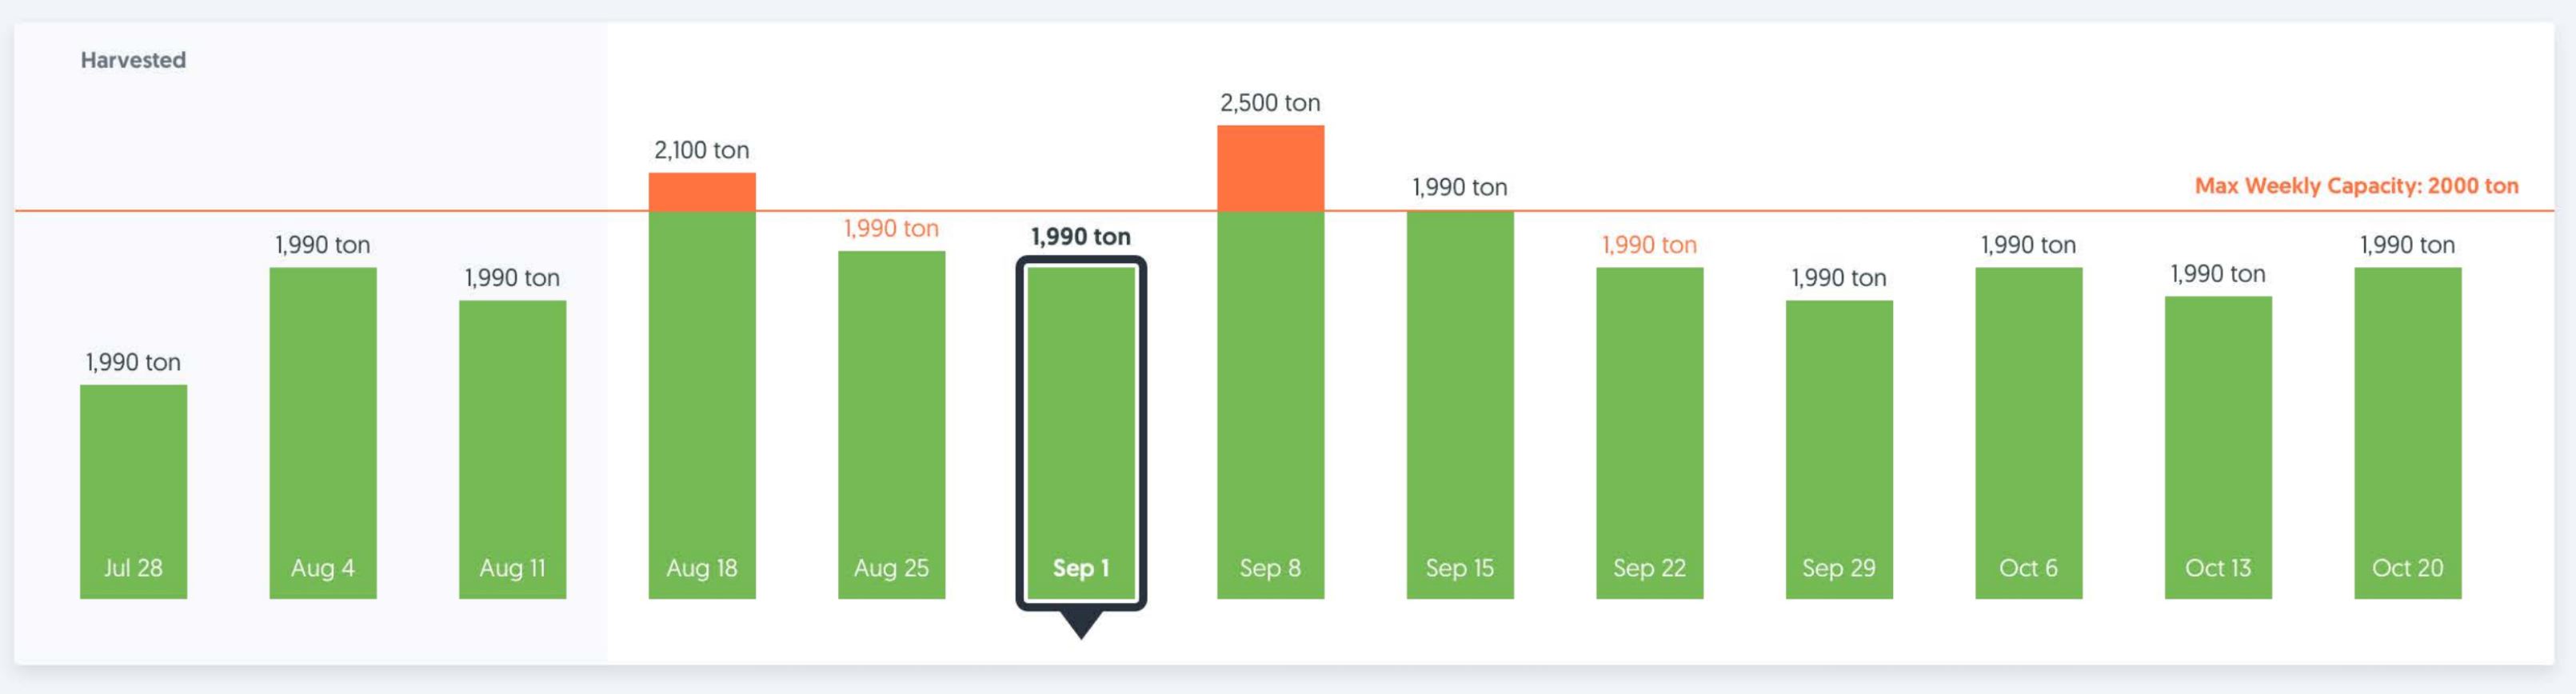 Harvested
2,500 ton
2,100 ton
1,990 ton
Max Weekly Capacity: 2000 ton
1,990 ton
1,990 ton
1,990 ton
1,990 ton
1,990 ton
1,990 ton
1,990 ton
1,990 ton
1,990 ton
1,990 ton
1,990 ton
Jul 28
Aug 4
Aug 11
Aug 18
Aug 25
Sep 1
Sep 8
Sep 15
Sep 22
Sep 29
Oct 6
Oct 13
Oct 20